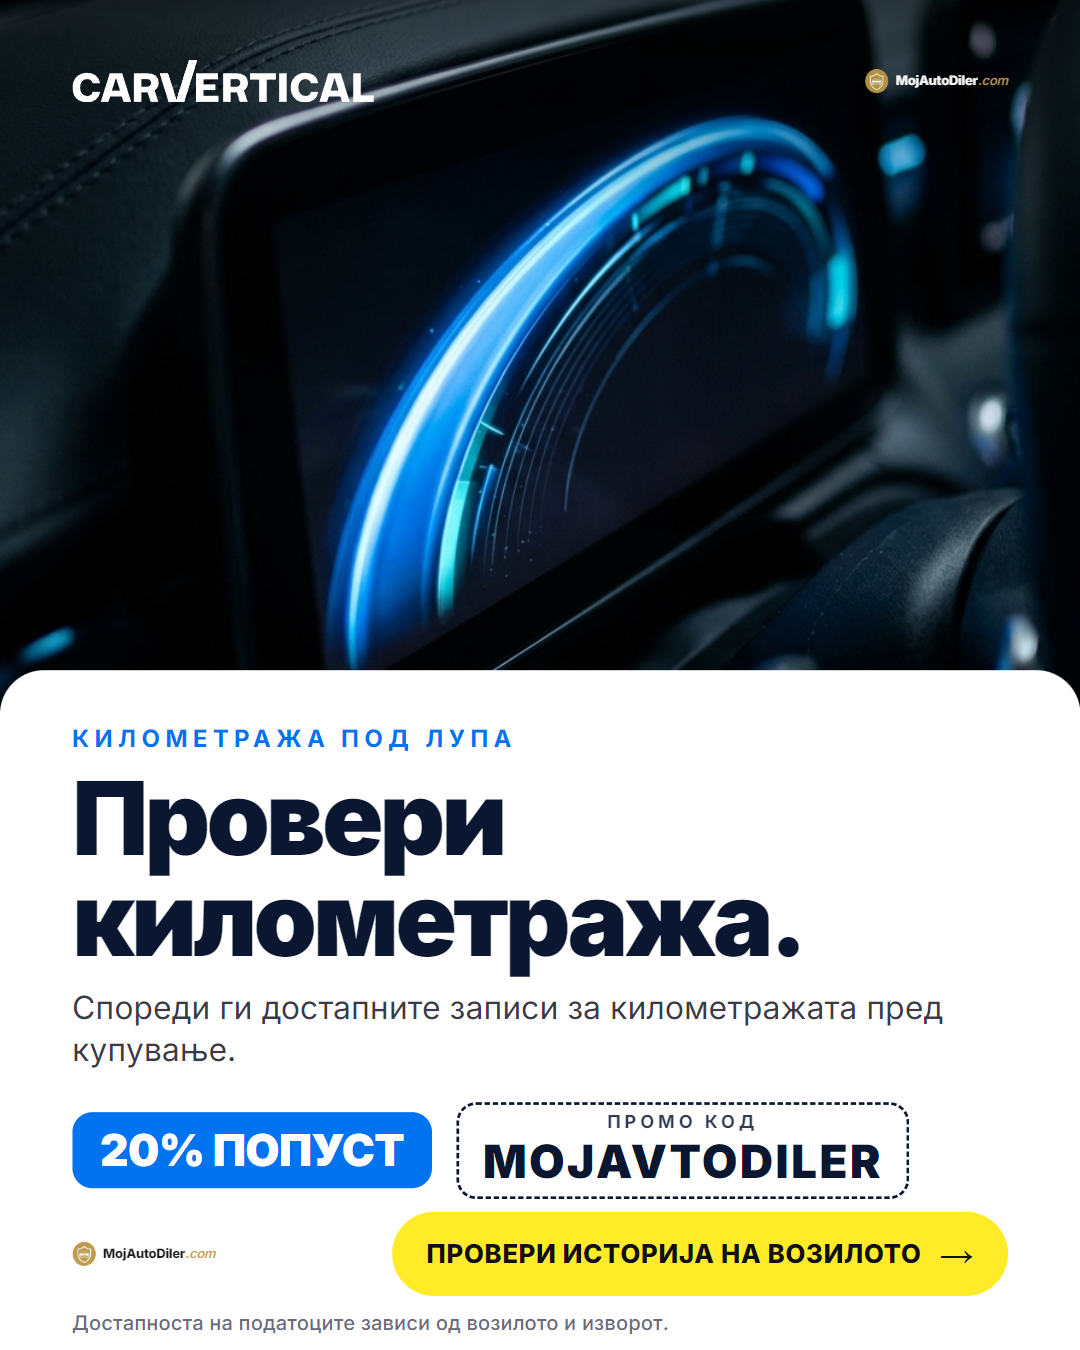 CARVERTICAL
MojAutoDiler.com
КИЛОМЕТРАЖА ПОД ЛУПА
Провери
километража.
Спореди ги достапните записи за километражата пред
купување.
20% ПОПУСТ
ПРОМО КОД
MOJAVTODILER
MojAutoDiler.com
ПРОВЕРИ ИСТОРИЈА НА ВОЗИЛОТО →
Достапноста на податоците зависи од возилото и изворот.